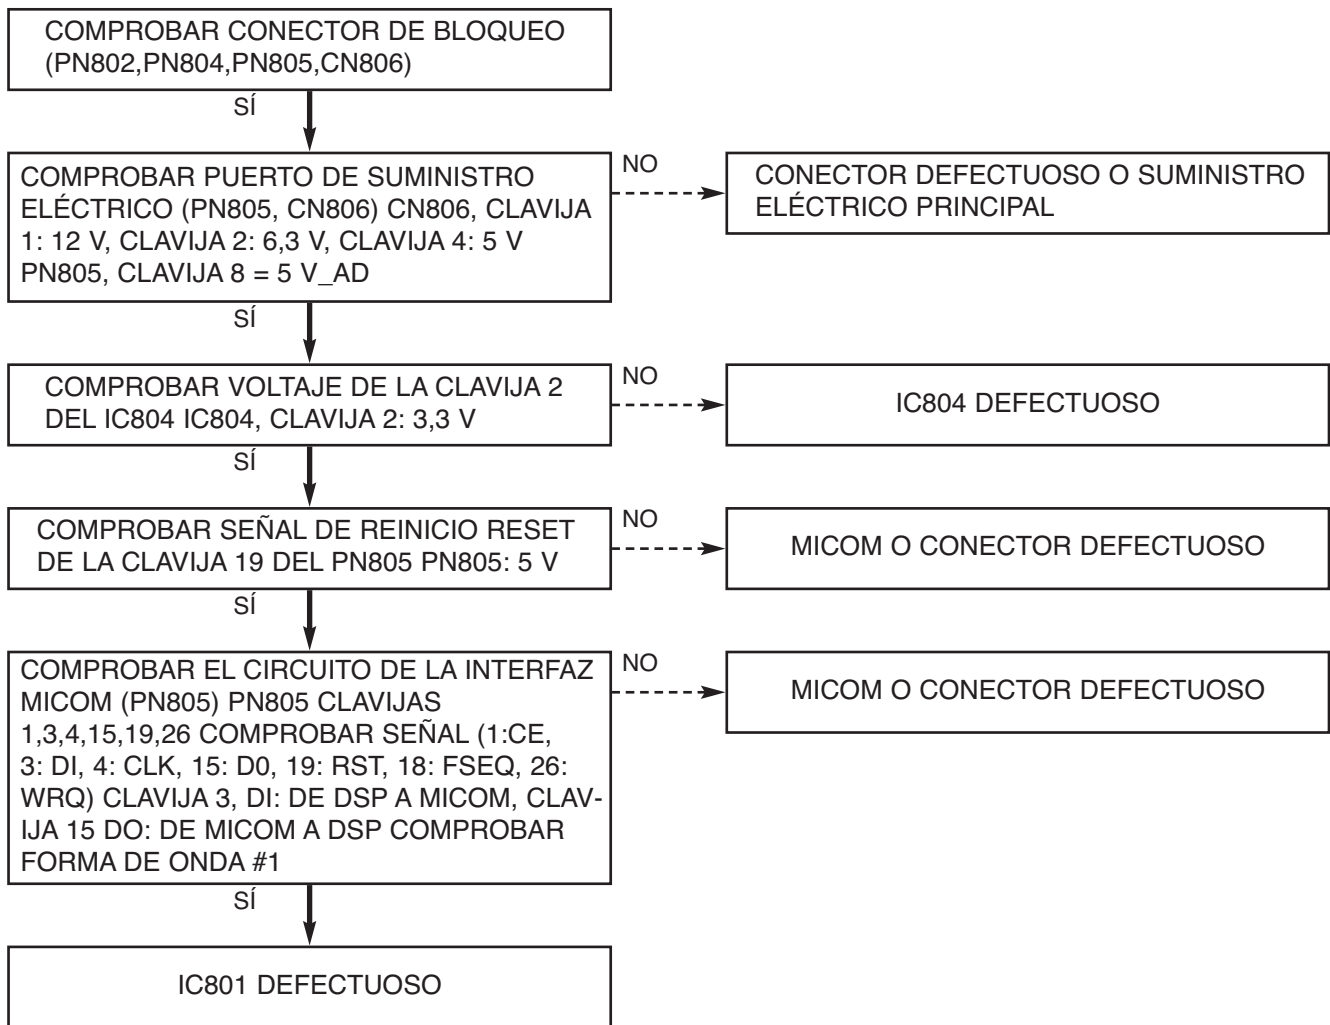 COMPROBAR CONECTOR DE BLOQUEO
(PN802,PN804,PN805,CN806)
SÍ
COMPROBAR PUERTO DE SUMINISTRO
ELÉCTRICO (PN805, CN806) CN806, CLAVIJA
1: 12 V, CLAVIJA 2: 6,3 V, CLAVIJA 4: 5 V
PN805, CLAVIJA 8 = 5 V_AD
NO
CONECTOR DEFECTUOSO O SUMINISTRO
ELÉCTRICO PRINCIPAL
SÍ
COMPROBAR VOLTAJE DE LA CLAVIJA 2
DEL IC804 IC804, CLAVIJA 2: 3,3 V
NO
IC804 DEFECTUOSO
SÍ
COMPROBAR SEÑAL DE REINICIO RESET
DE LA CLAVIJA 19 DEL PN805 PN805: 5 V
NO
MICOM O CONECTOR DEFECTUOSO
SÍ
COMPROBAR EL CIRCUITO DE LA INTERFAZ
MICOM (PN805) PN805 CLAVIJAS
1,3,4,15,19,26 COMPROBAR SEÑAL (1:CE,
3: DI, 4: CLK, 15: D0, 19: RST, 18: FSEQ, 26:
WRQ) CLAVIJA 3, DI: DE DSP A MICOM, CLAV-
IJA 15 DO: DE MICOM A DSP COMPROBAR
FORMA DE ONDA #1
NO
MICOM O CONECTOR DEFECTUOSO
SÍ
IC801 DEFECTUOSO